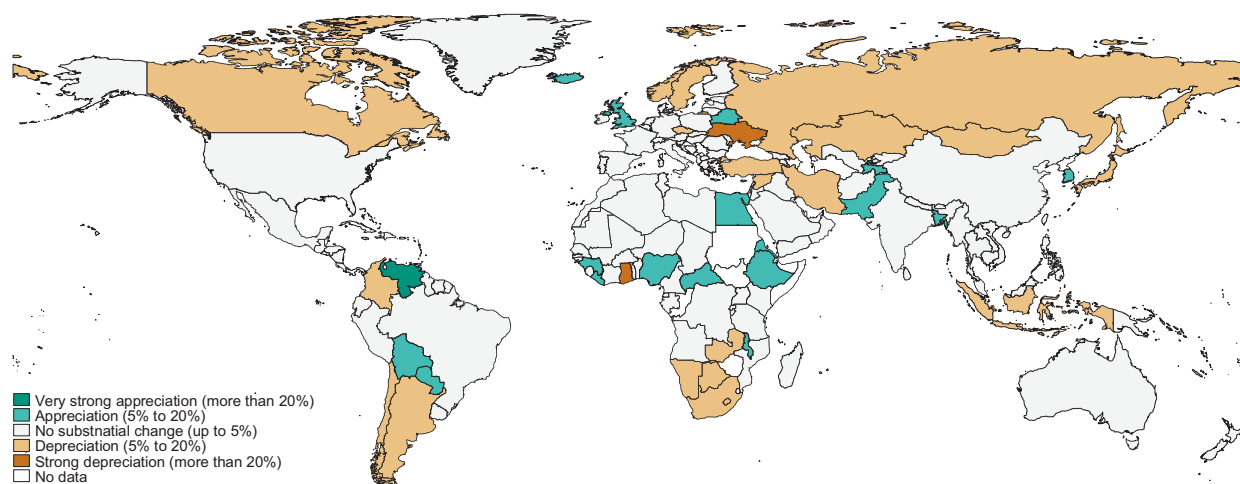 Very strong appreciation (more than 20%)
Appreciation (5% to 20%)
No substnatial change (up to 5%)
Depreciation (5% to 20%)
Strong depreciation (more than 20%)
No data